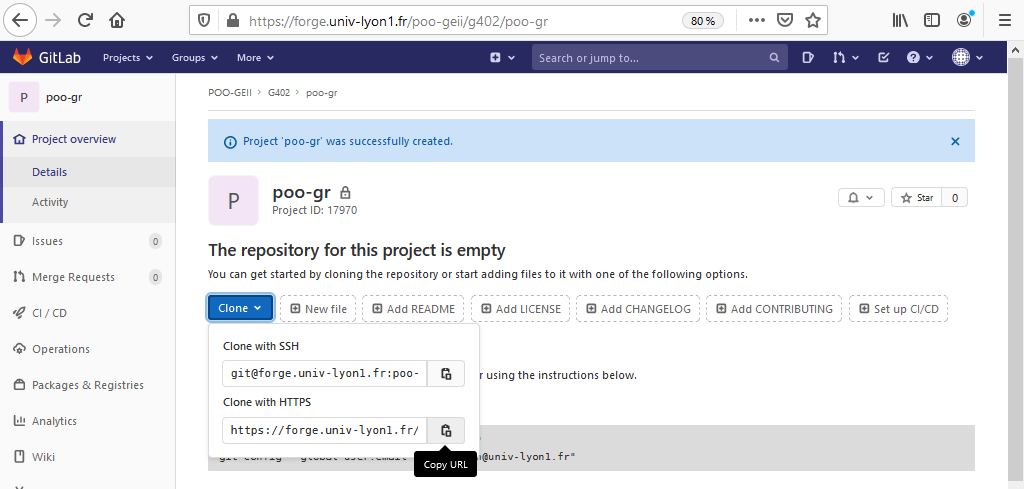 https://forge.univ-lyon1.fr/poo-geii/g402/poo-gr
80 %
GitLab
Projects
Groups
More
Search or jump to...
P
poo-gr
Project overview
Details
Activity
Issues
0
Merge Requests
0
CI / CD
Operations
Packages & Registries
Analytics
Wiki
POO-GEII > G402 > poo-gr
Project 'poo-gr' was successfully created.
P
poo-gr
Project ID: 17970
Star
0
The repository for this project is empty
You can get started by cloning the repository or start adding files to it with one of the following options.
Clone
New file
Add README
Add LICENSE
Add CHANGELOG
Add CONTRIBUTING
Set up CI/CD
Clone with SSH
git@forge.univ-lyon1.fr:poo-
using the instructions below.
Clone with HTTPS
https://forge.univ-lyon1.fr/
@univ-lyon1.fr"
Copy URL